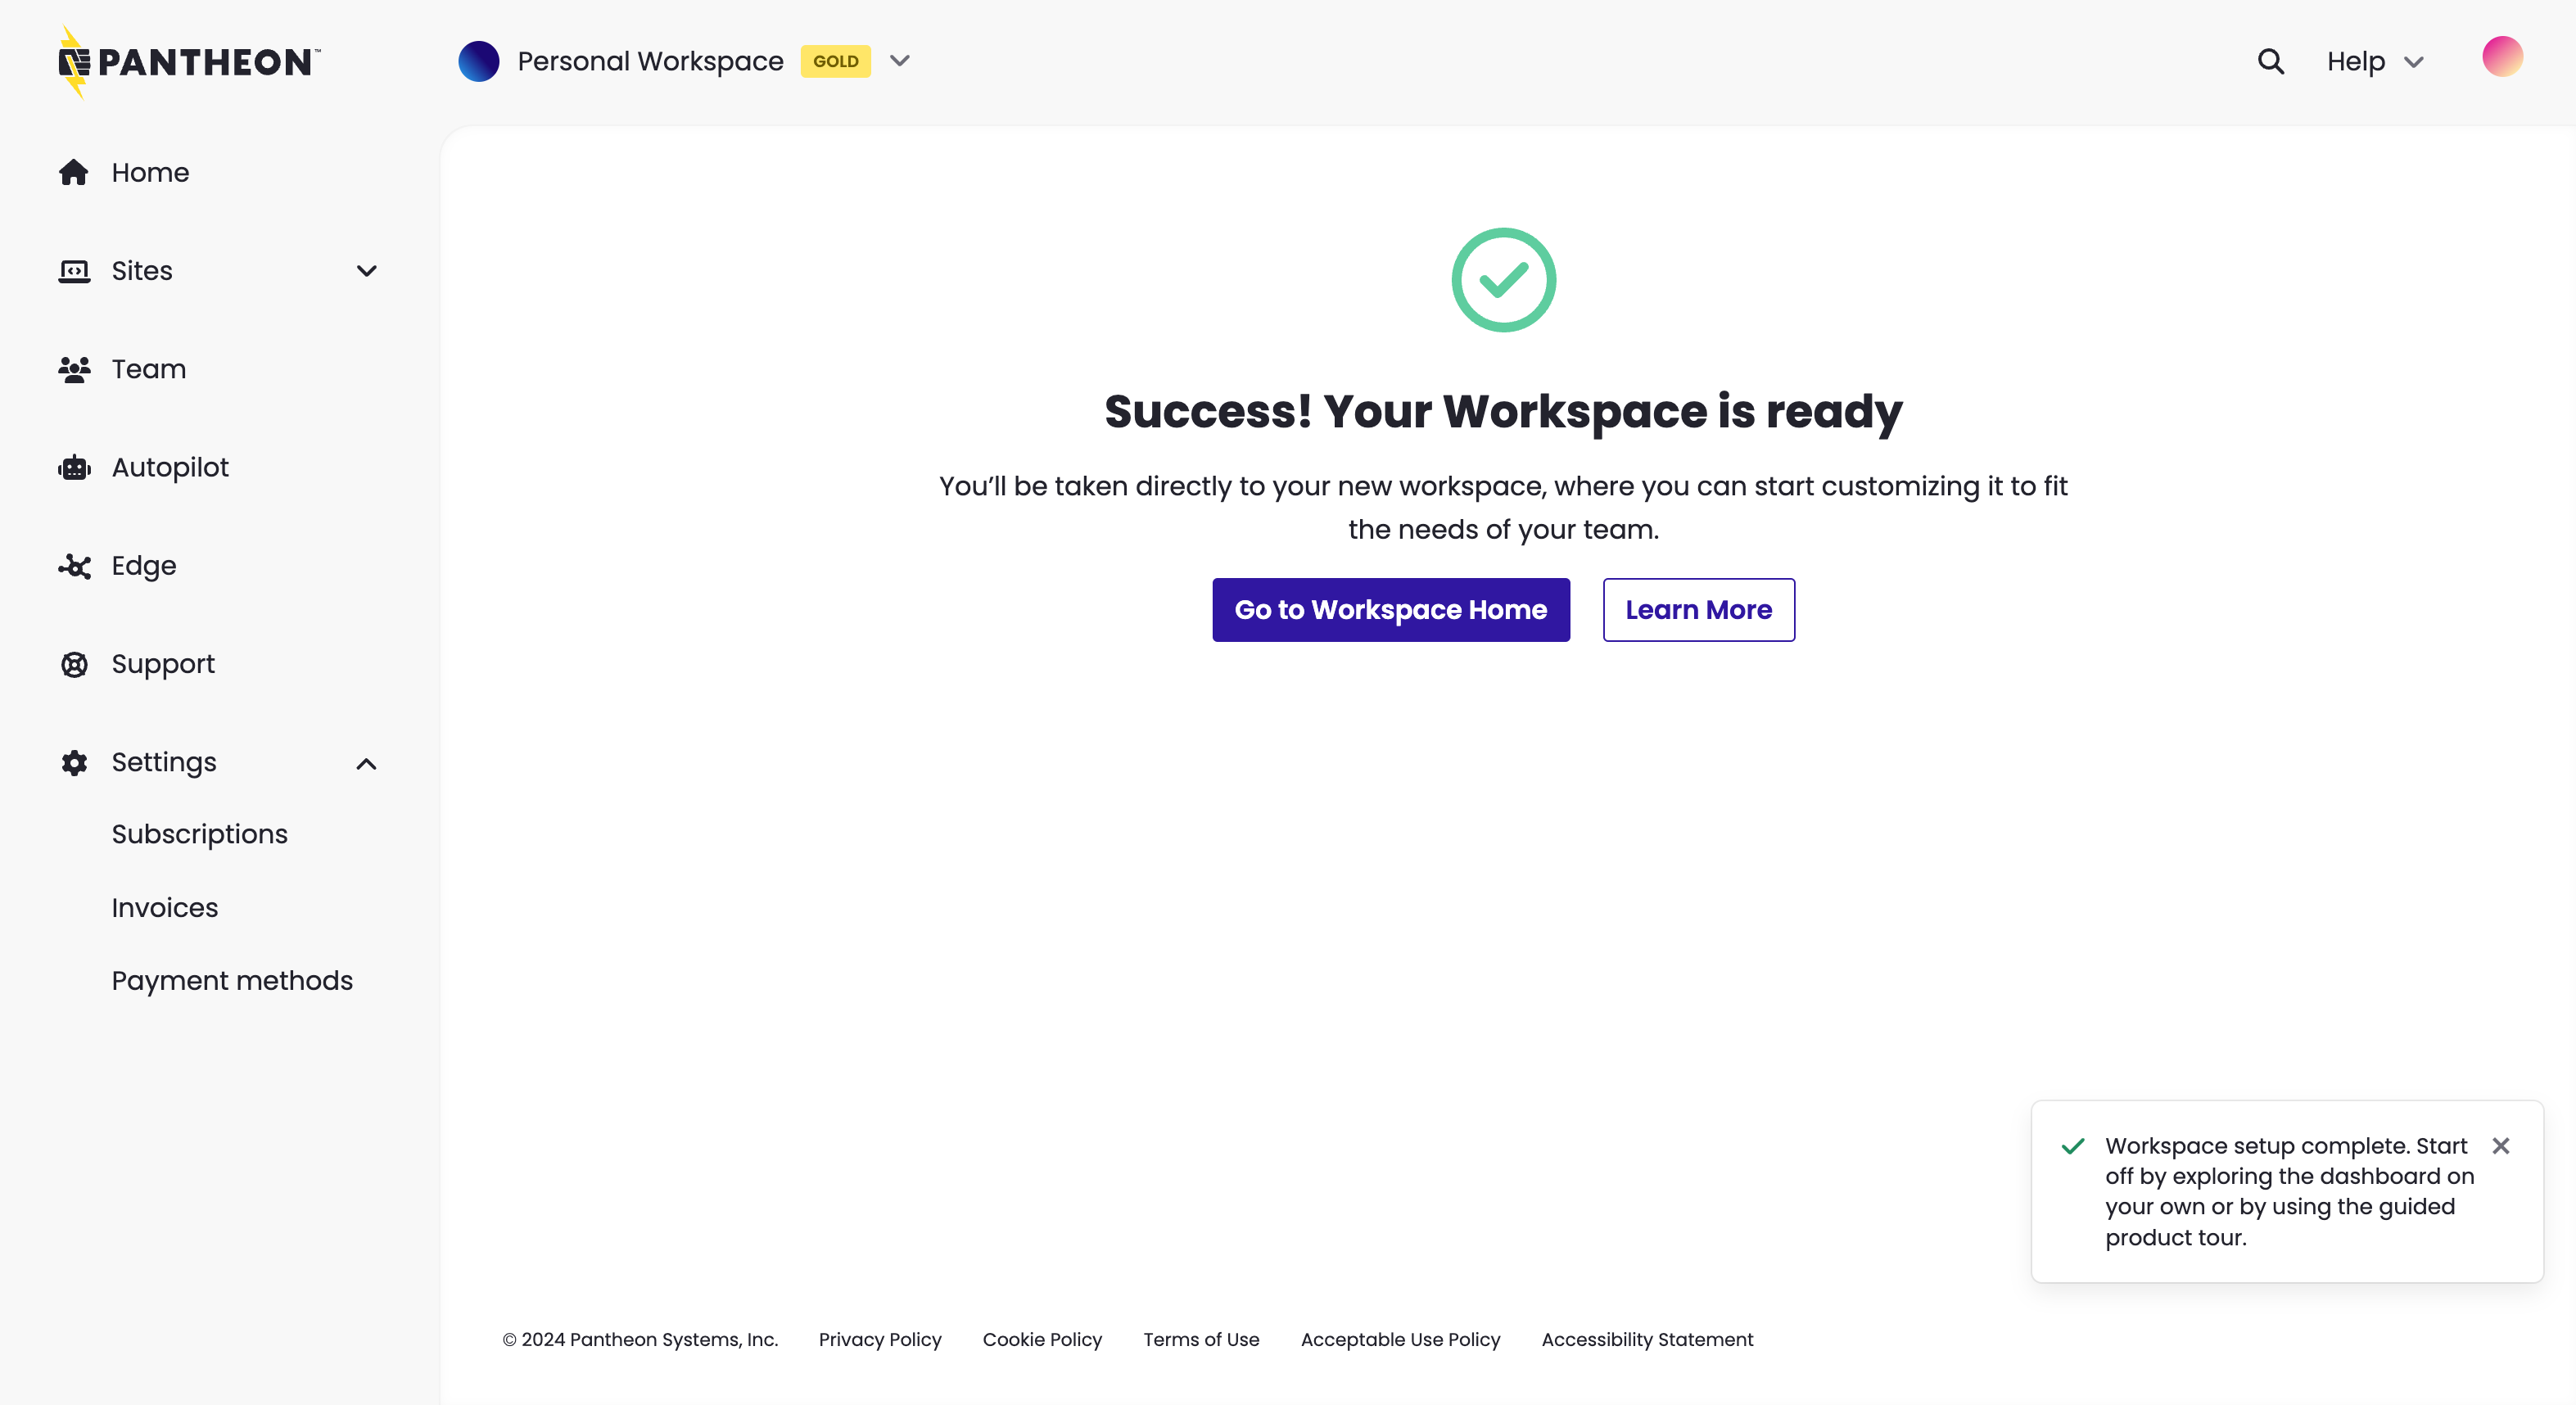 PANTHEON™
Personal Workspace GOLD
Help
Home
Sites
Team
Autopilot
Edge
Support
Settings
Subscriptions
Invoices
Payment methods
Success! Your Workspace is ready
You’ll be taken directly to your new workspace, where you can start customizing it to fit
the needs of your team.
Go to Workspace Home
Learn More
Workspace setup complete. Start
off by exploring the dashboard on
your own or by using the guided
product tour.
© 2024 Pantheon Systems, Inc. Privacy Policy Cookie Policy Terms of Use Acceptable Use Policy Accessibility Statement